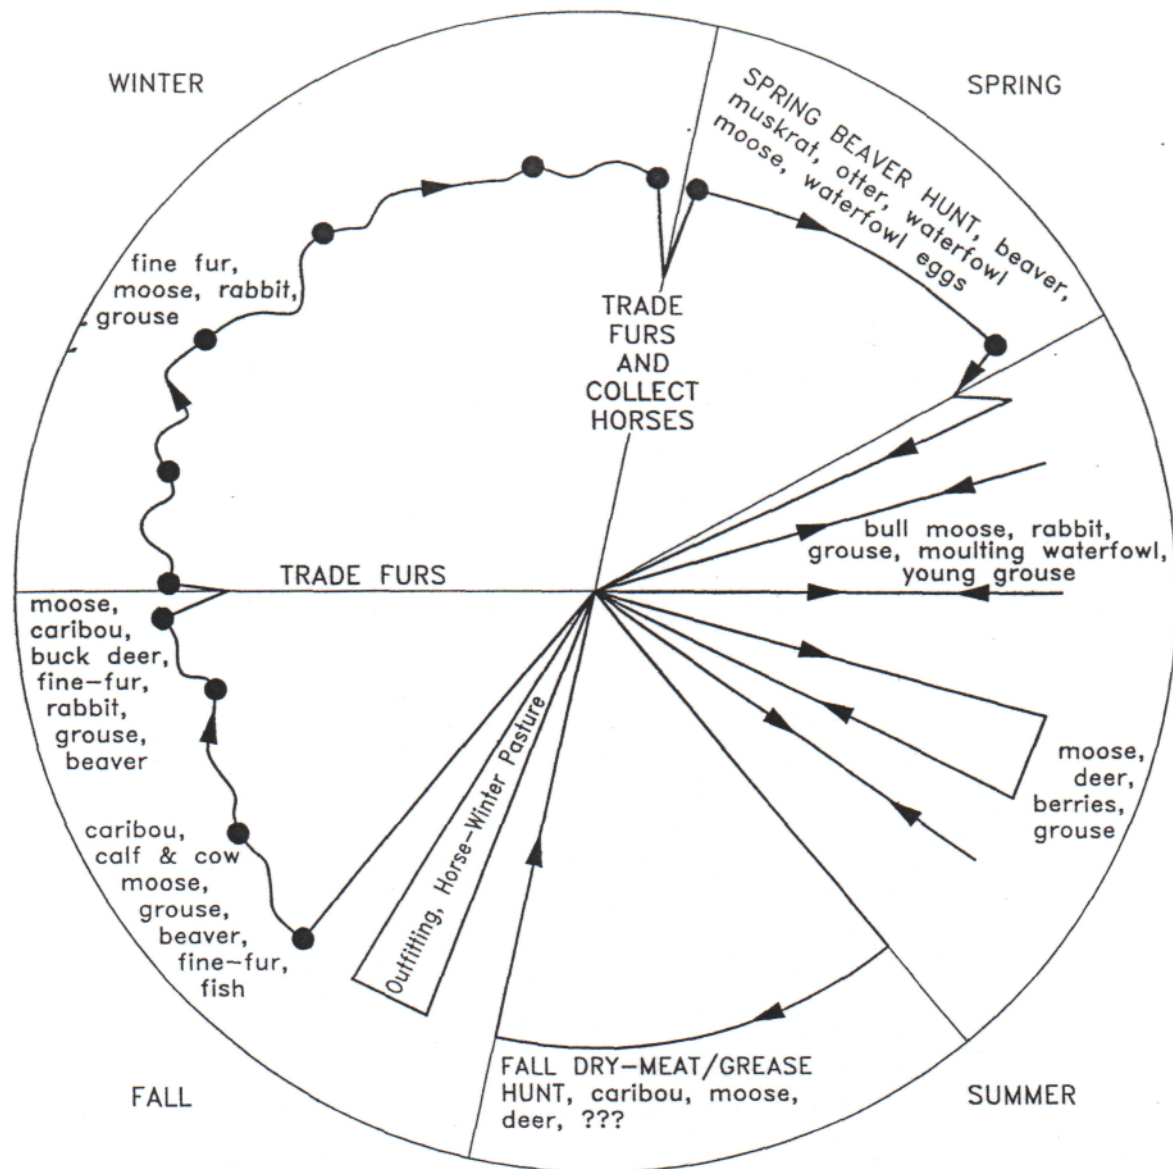 WINTER
SPRING
SPRING BEAVER HUNT, beaver,
muskrat, otter, waterfowl
moose, waterfowl
eggs
fine fur,
moose, rabbit,
grouse
TRADE
FURS
AND
COLLECT
HORSES
bull moose, rabbit,
grouse, moulting waterfowl,
young grouse
TRADE FURS
moose,
caribou,
buck deer,
fine-fur,
rabbit,
grouse,
beaver
Outfitting, Horse-Winter Pasture
moose,
deer,
berries,
grouse
caribou,
calf & cow
moose,
grouse,
beaver,
fine-fur,
fish
FALL DRY-MEAT/GREASE
HUNT, caribou, moose,
deer, ???
FALL
SUMMER